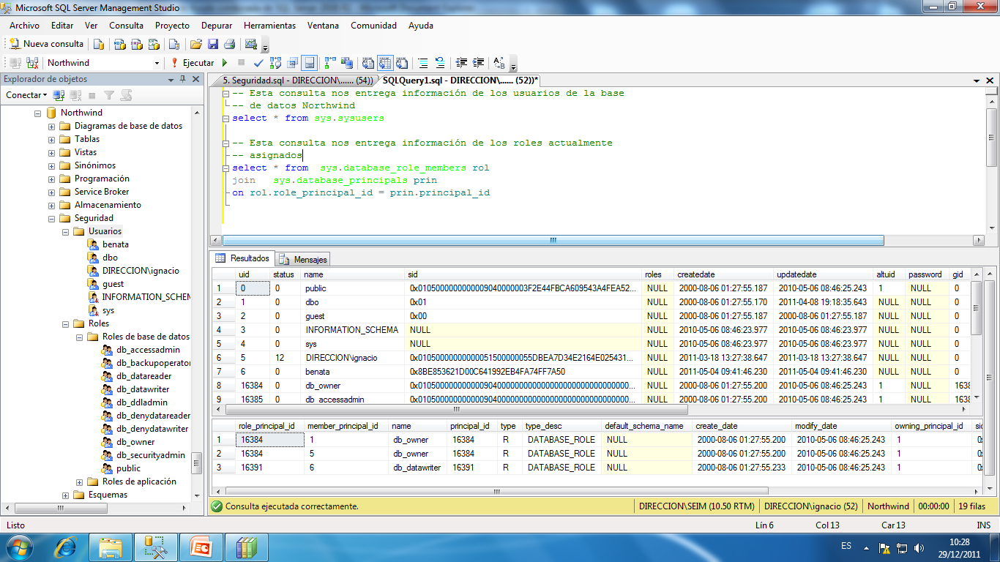 Microsoft SQL Server Management Studio
Archivo Editar Ver Consulta Proyecto Depurar Herramientas Ventana Comunidad Ayuda
Nueva consulta
Northwind Ejecutar
Explorador de objetos
Conectar
Northwind
Diagramas de base de datos
Tablas
Vistas
Sinónimos
Programación
Service Broker
Almacenamiento
Seguridad
Usuarios
benata
dbo
DIRECCION\ignacio
guest
INFORMATION_SCHEM
sys
Roles
Roles de base de datos
db_accessadmin
db_backupoperator
db_datareader
db_datawriter
db_ddladmin
db_denydatareader
db_denydatawriter
db_owner
db_securityadmin
public
Roles de aplicación
Esquemas
5. Seguridad.sql - DIRECCION\...... (54)) SQLQuery1.sql - DIRECCION\...... (52))*
-- Esta consulta nos entrega información de los usuarios de la base
-- de datos Northwind
select * from sys.sysusers
-- Esta consulta nos entrega información de los roles actualmente
-- asignados
select * from sys.database_role_members rol
join sys.database_principals prin
on rol.role_principal_id = prin.principal_id
Resultados Mensajes
uid status name sid roles createdate updatedate altuid password gid
1 0 0 public 0x0105000000000009040000003F2E44FBCA609543A4FEA52... NULL 2000-08-06 01:27:55.187 2010-05-06 08:46:25.243 1 NULL 0
2 1 0 dbo 0x01 NULL 2000-08-06 01:27:55.170 2011-04-08 19:18:35.643 NULL NULL 0
3 2 0 guest 0x00 NULL 2000-08-06 01:27:55.187 2000-08-06 01:27:55.187 NULL NULL 0
4 3 0 INFORMATION_SCHEMA NULL NULL 2010-05-06 08:46:23.977 2010-05-06 08:46:23.977 NULL NULL 0
5 4 0 sys NULL NULL 2010-05-06 08:46:23.977 2010-05-06 08:46:23.977 NULL NULL 0
6 5 12 DIRECCION\ignacio 0x01050000000000051500000055DBEA7D34E2164E025431... NULL 2011-03-18 13:27:38.647 2011-03-18 13:27:38.647 NULL NULL 0
7 6 0 benata 0x8BE853621D00C641992EB4FA74FF7A50 NULL 2011-05-04 09:41:46.230 2011-05-04 09:41:46.230 NULL NULL 0
8 16384 0 db_owner NULL 2000-08-06 01:27:55.200 2010-05-06 08:46:25.243 1 NULL 1638
9 16385 0 db_accessadmin NULL 2000-08-06 01:27:55.200 2010-05-06 08:46:25.243 1 NULL 1638
role_principal_id member_principal_id name principal_id type type_desc default_schema_name create_date modify_date owning_principal_id sid
1 16384 1 db_owner 16384 R DATABASE_ROLE NULL 2000-08-06 01:27:55.200 2010-05-06 08:46:25.243 1
2 16384 5 db_owner 16384 R DATABASE_ROLE NULL 2000-08-06 01:27:55.200 2010-05-06 08:46:25.243 1
3 16391 6 db_datawriter 16391 R DATABASE_ROLE NULL 2000-08-06 01:27:55.233 2010-05-06 08:46:25.243 1
Consulta ejecutada correctamente. DIRECCION\SEIM (10.50 RTM) DIRECCION\ignacio (52) Northwind 00:00:00 19 filas
Listo Lín 6 Col 13 Car 13 INS
ES 10:28
29/12/2011